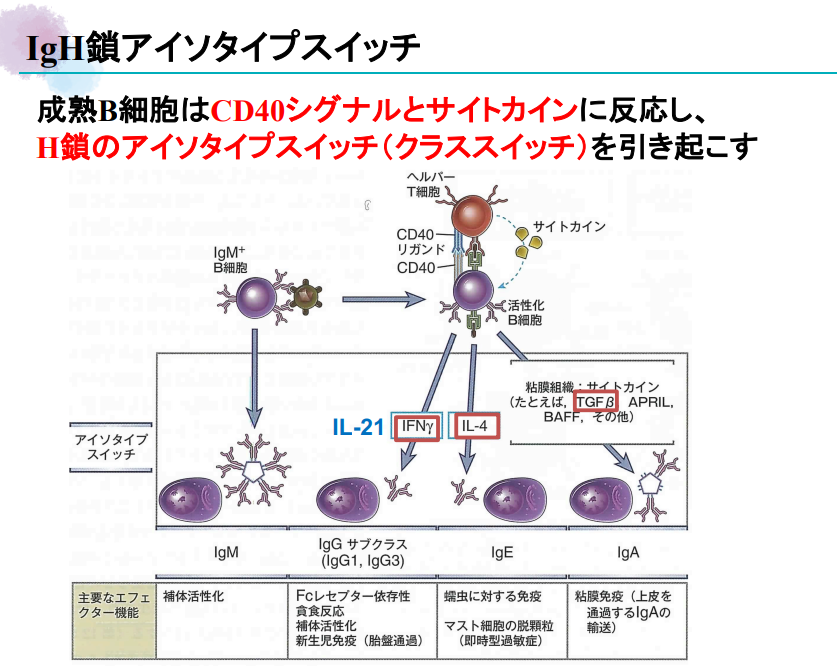 IgH鎖アイソタイプスイッチ
成熟B細胞はCD40シグナルとサイトカインに反応し、
H鎖のアイソタイプスイッチ（クラススイッチ）を引き起こす
ヘルパー
T細胞
サイトカイン
CD40
リガンド
CD40
IgM+
B細胞
活性化
B細胞
粘膜組織：サイトカイン
（たとえば，TGFβ，APRIL，
BAFF，その他）
IL-21
IFNγ
IL-4
アイソタイプ
スイッチ
IgM
IgG サブクラス
(IgG1, IgG3)
IgE
IgA
主要なエフェ
クター機能
補体活性化
Fcレセプター依存性
貪食反応
補体活性化
新生児免疫（胎盤通過）
蠕虫に対する免疫
マスト細胞の脱顆粒
（即時型過敏症）
粘膜免疫（上皮を
通過するIgAの
輸送）